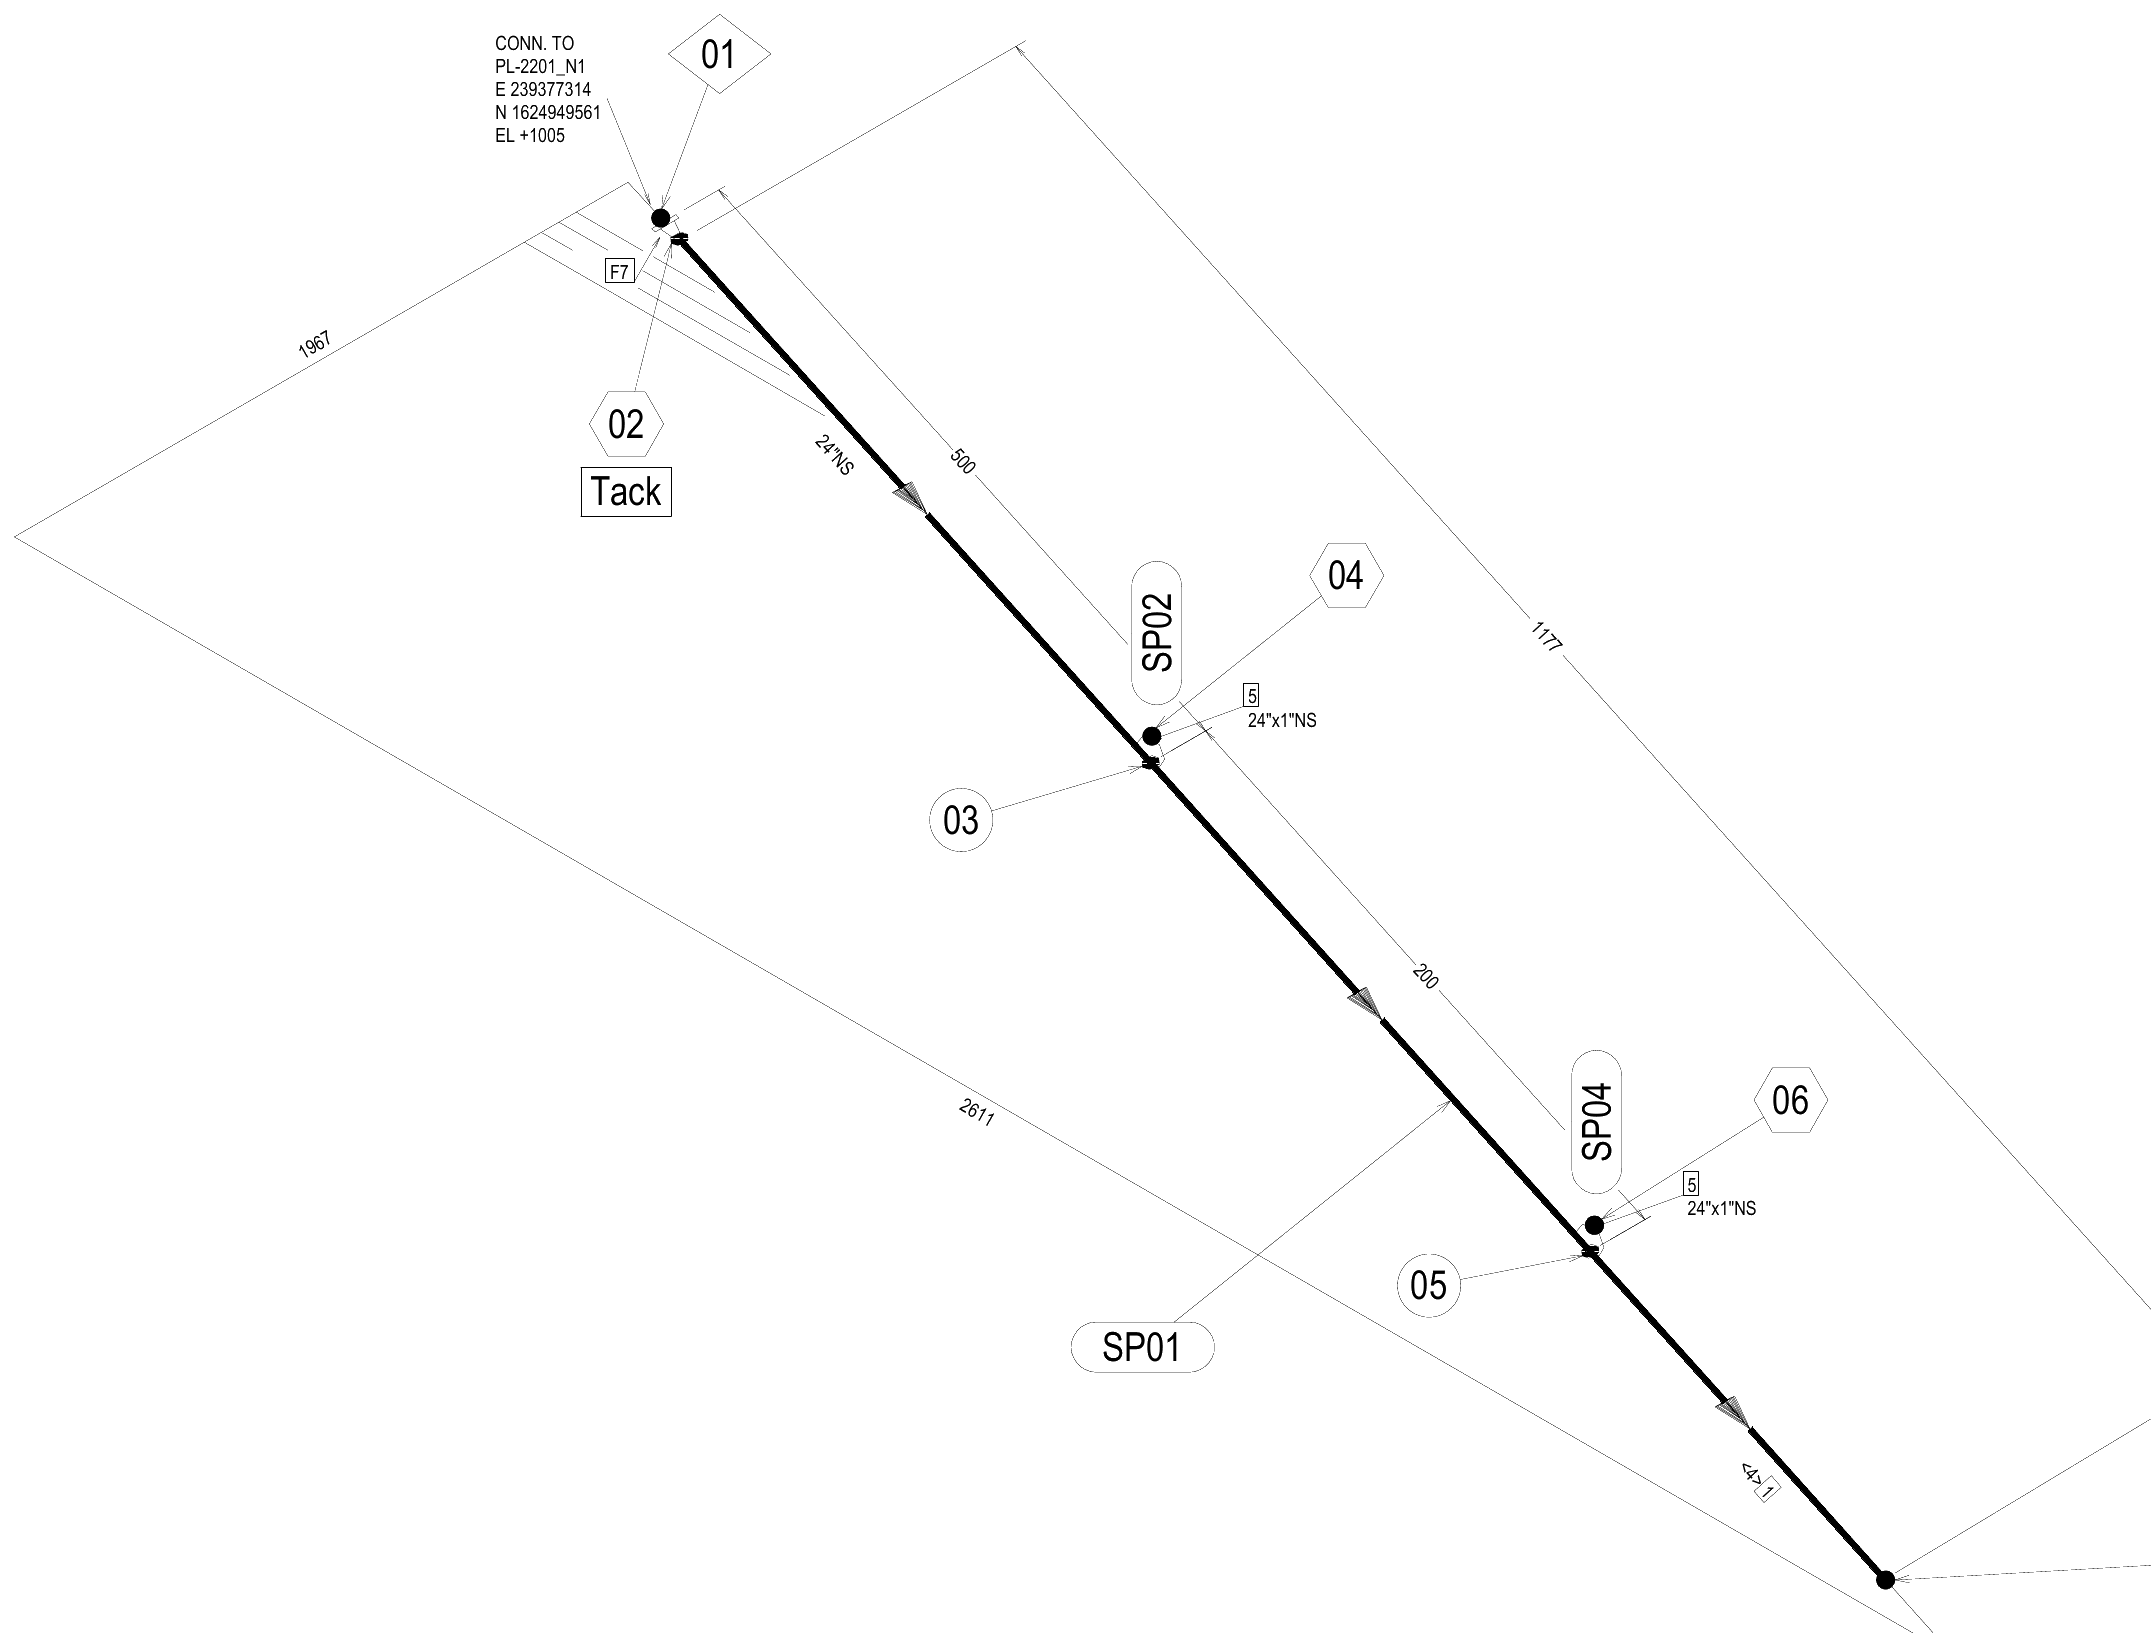 CONN. TO
PL-2201_N1
E 239377314
N 1624949561
EL +1005
01
F7
1967
02
Tack
24"NS
500
04
SP02
1177
5
24"x1"NS
03
200
SP04
06
2611
5
24"x1"NS
05
SP01
<4> 1